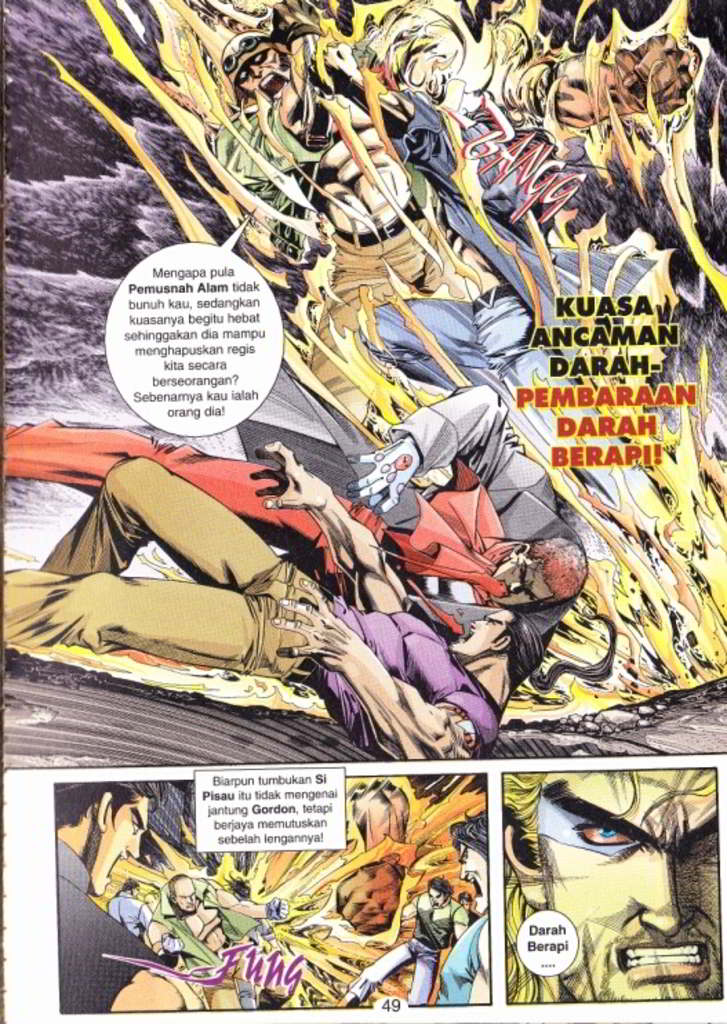 ZANGG
Mengapa pula
Pemusnah Alam tidak
bunuh kau, sedangkan
kuasanya begitu hebat
sehinggakan dia mampu
menghapuskan regis
kita secara
berseorangan?
Sebenarnya kau ialah
orang dia!
KUASA
ANCAMAN
DARAH-
PEMBARAAN
DARAH
BERAPI!
Biarpun tumbukan Si
Pisau itu tidak mengenai
jantung Gordon, tetapi
berjaya memutuskan
sebelah lengannya!
FUNG
Darah
Berapi
....
49